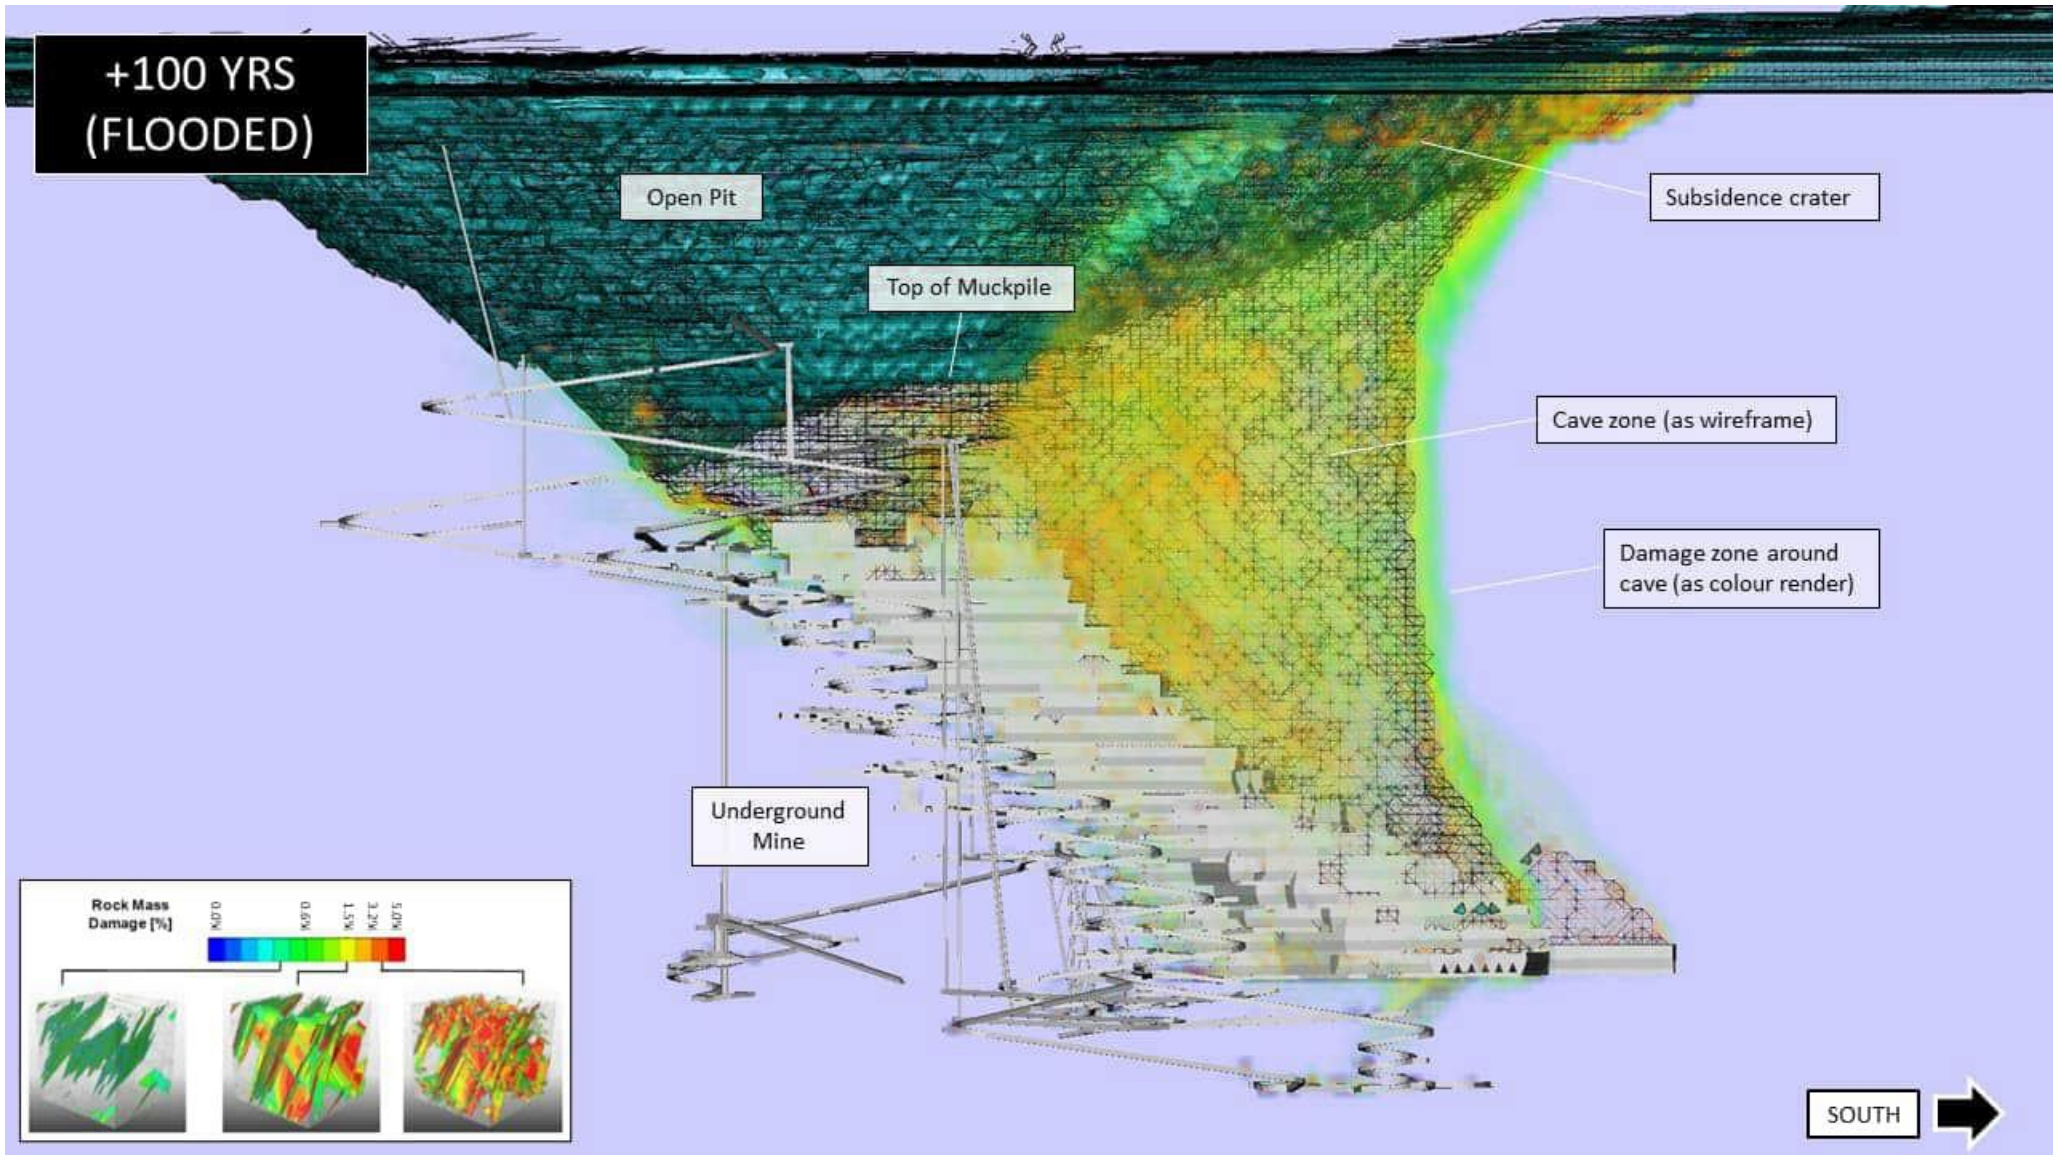 +100 YRS
(FLOODED)
Open Pit
Subsidence crater
Top of Muckpile
Cave zone (as wireframe)
Damage zone around
cave (as colour render)
Underground
Mine
Rock Mass
Damage [%]
0.0%
0.6%
1.5%
3.2%
5.0%
SOUTH